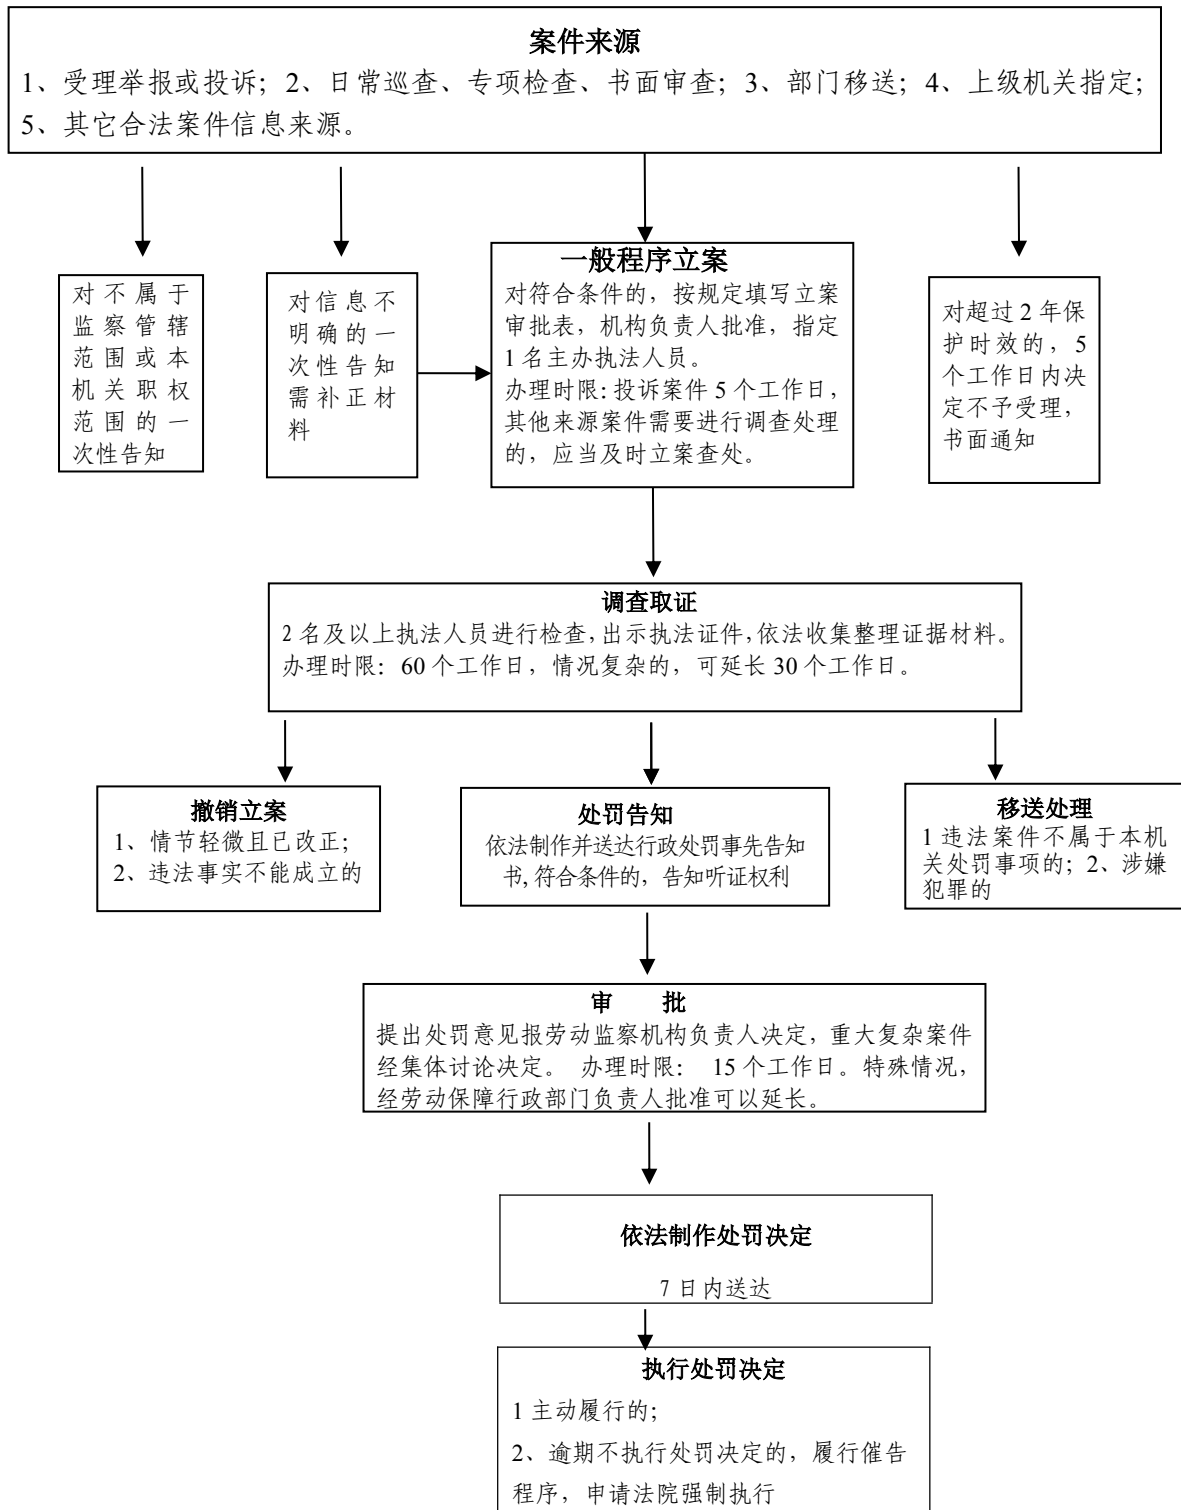 案件来源
1、受理举报或投诉；2、日常巡查、专项检查、书面审查；3、部门移送；4、上级机关指定；
5、其它合法案件信息来源。
对不属于
监察管辖
范围或本
机关职权
范围的一
次性告知
对信息不
明确的一
次性告知
需补正材
料
一般程序立案
对符合条件的，按规定填写立案
审批表，机构负责人批准，指定
1名主办执法人员。
办理时限：投诉案件 5 个工作日，
其他来源案件需要进行调查处理
的，应当及时立案查处。
对超过 2 年保
护时效的，5
个工作日内决
定不予受理，
书面通知
调查取证
2 名及以上执法人员进行检查，出示执法证件，依法收集整理证据材料。
办理时限：60 个工作日，情况复杂的，可延长 30 个工作日。
撤销立案
1、情节轻微且已改正；
2、违法事实不能成立的
处罚告知
依法制作并送达行政处罚事先告知
书，符合条件的，告知听证权利
移送处理
1 违法案件不属于本机
关处罚事项的；2、涉嫌
犯罪的
审 批
提出处罚意见报劳动监察机构负责人决定，重大复杂案件
经集体讨论决定。 办理时限： 15 个工作日。特殊情况，
经劳动保障行政部门负责人批准可以延长。
依法制作处罚决定
7 日内送达
执行处罚决定
1 主动履行的；
2、逾期不执行处罚决定的，履行催告
程序，申请法院强制执行